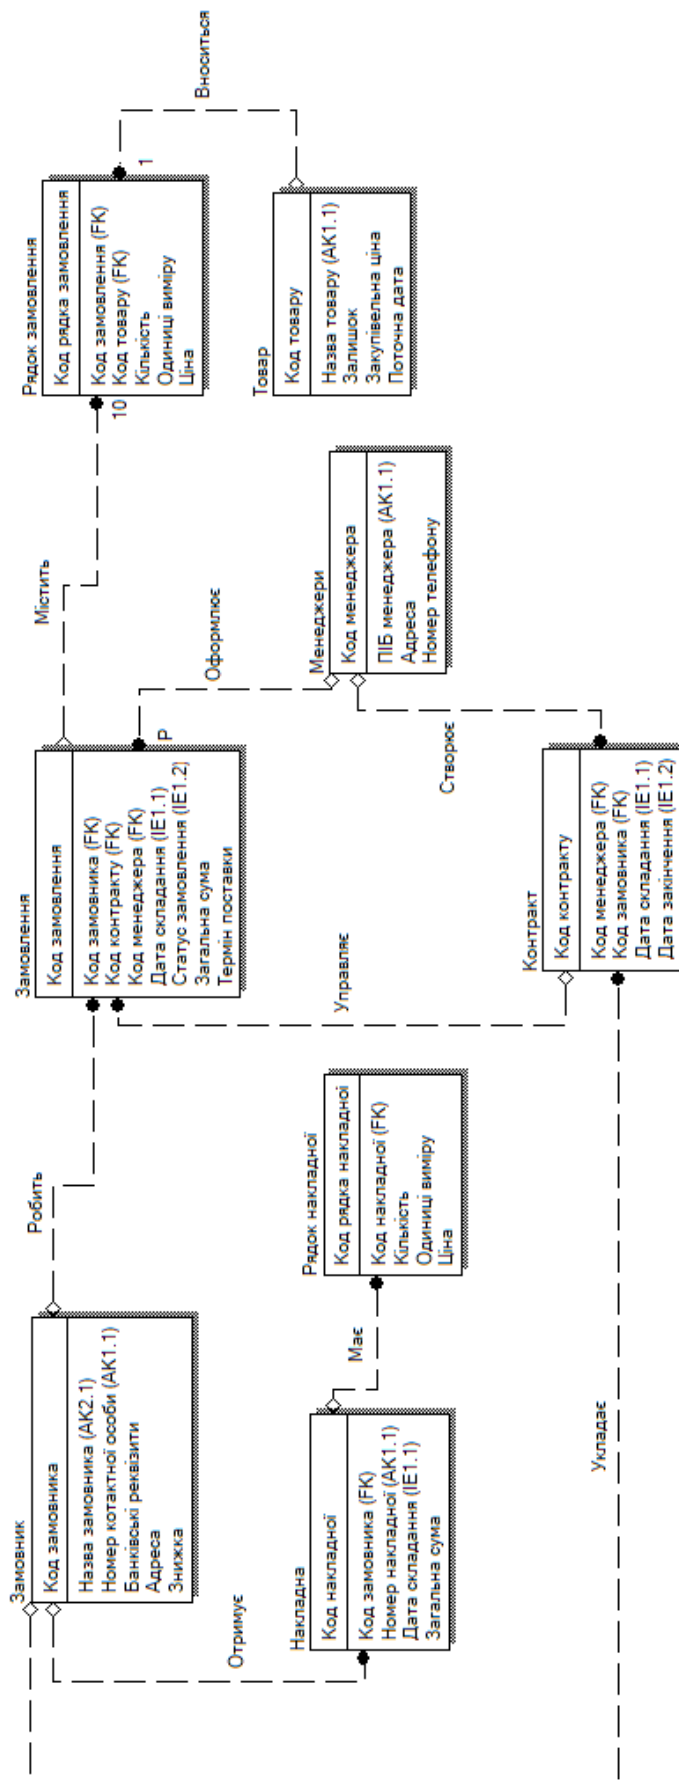 Замовник
Код замовника
Назва замовника (AK2.1)
Номер котактної особи (AK1.1)
Банківські реквізити
Адреса
Знижка
Робить
Замовлення
Код замовлення
Код замовника (FK)
Код контракту (FK)
Код менеджера (FK)
Дата складання (IE1.1)
Статус замовлення (IE1.2)
Загальна сума
Термін поставки
P
Містить
Рядок замовлення
Код рядка замовлення
Код замовлення (FK)
Код товару (FK)
Кількість
Одиниці виміру
Ціна
10
1
Вноситься
Отримує
Накладна
Код накладної
Код замовника (FK)
Номер накладної (AK1.1)
Дата складання (IE1.1)
Загальна сума
Має
Рядок накладної
Код рядка накладної
Код накладної (FK)
Кількість
Одиниці виміру
Ціна
Управляє
Оформлює
Менеджери
Код менеджера
ПІБ менеджера (AK1.1)
Адреса
Номер телефону
Товар
Код товару
Назва товару (AK1.1)
Залишок
Закупівельна ціна
Поточна дата
Створює
Контракт
Код контракту
Код менеджера (FK)
Код замовника (FK)
Дата складання (IE1.1)
Дата закінчення (IE1.2)
Укладає